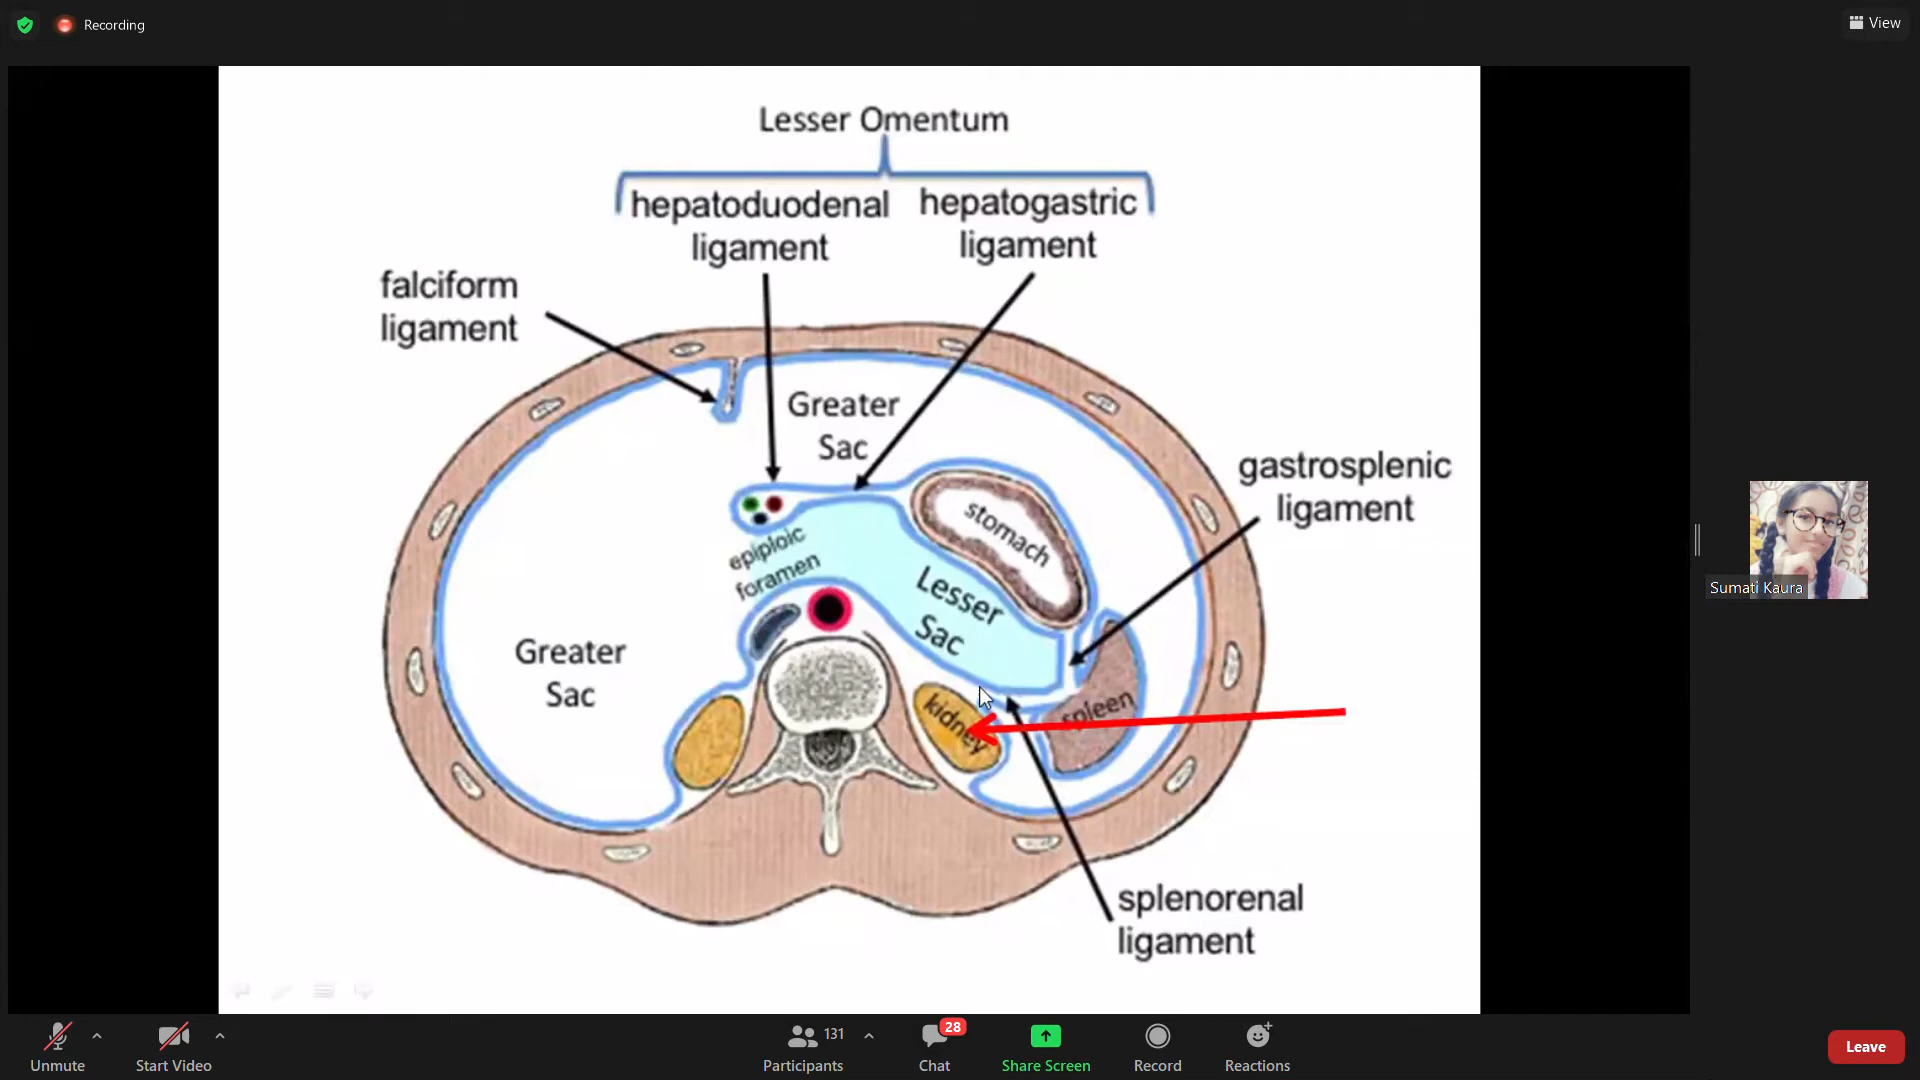 Recording
View
Lesser Omentum
hepatoduodenal
ligament
hepatogastric
ligament
falciform
ligament
Greater
Sac
gastrosplenic
ligament
stomach
epiploic
foramen
Lesser
Sac
Greater
Sac
kidney
spleen
splenorenal
ligament
Sumati Kaura
Unmute
Start Video
131
Participants
28
Chat
Share Screen
Record
Reactions
Leave